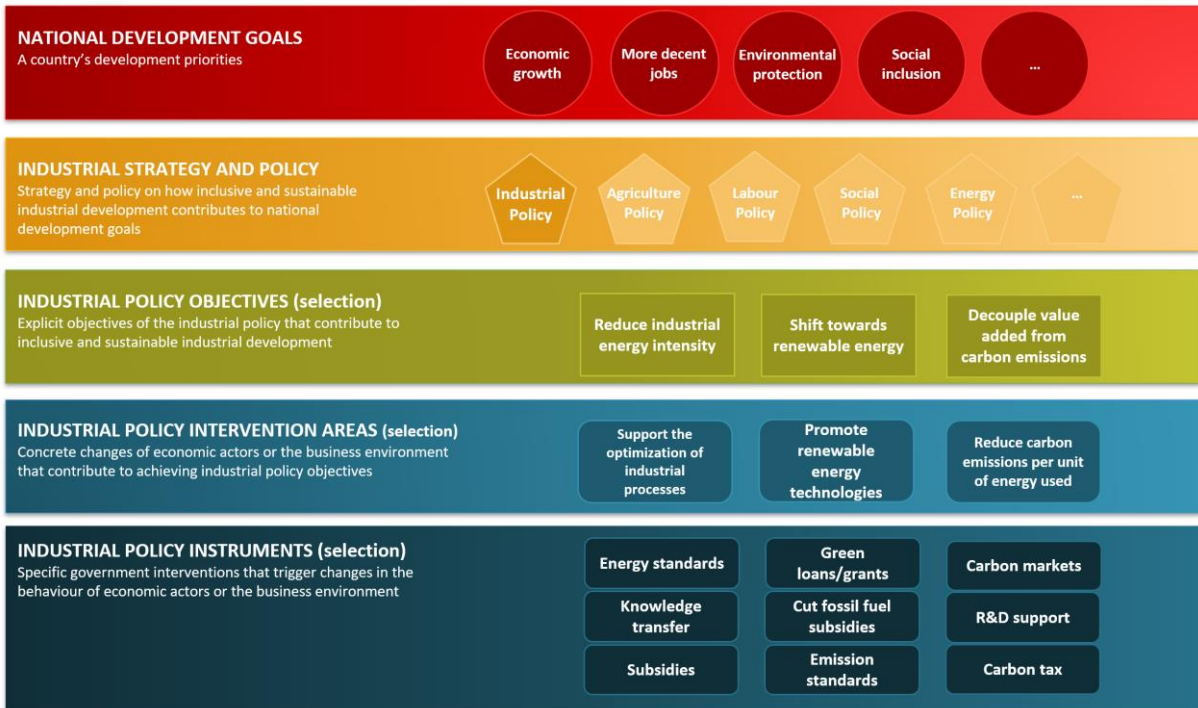 NATIONAL DEVELOPMENT GOALS
A country's development priorities
Economic
growth
More decent
jobs
Environmental
protection
Social
inclusion
...
INDUSTRIAL STRATEGY AND POLICY
Strategy and policy on how inclusive and sustainable
industrial development contributes to national
development goals
Industrial
Policy
Agriculture
Policy
Labour
Policy
Social
Policy
Energy
Policy
...
INDUSTRIAL POLICY OBJECTIVES (selection)
Explicit objectives of the industrial policy that contribute to
inclusive and sustainable industrial development
Reduce industrial
energy intensity
Shift towards
renewable energy
Decouple value
added from
carbon emissions
INDUSTRIAL POLICY INTERVENTION AREAS (selection)
Concrete changes of economic actors or the business environment
that contribute to achieving industrial policy objectives
Support the
optimization of
industrial
processes
Promote
renewable
energy
technologies
Reduce carbon
emissions per unit
of energy used
INDUSTRIAL POLICY INSTRUMENTS (selection)
Specific government interventions that trigger changes in the
behaviour of economic actors or the business environment
Energy standards
Green
loans/grants
Carbon markets
Knowledge
transfer
Cut fossil fuel
subsidies
R&D support
Subsidies
Emission
standards
Carbon tax